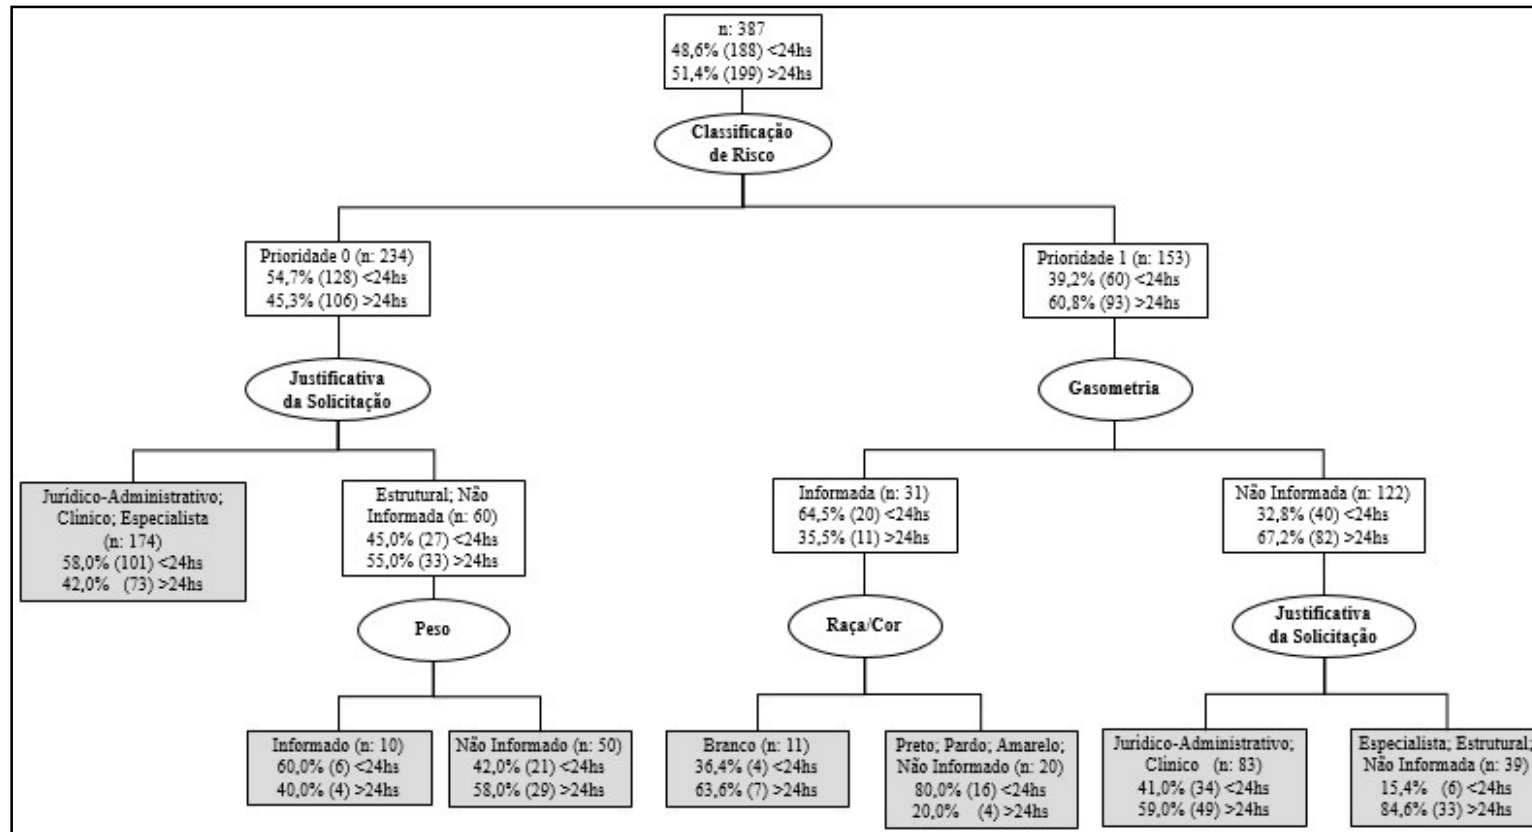 n: 387
48,6% (188) <24hs
51,4% (199) >24hs
Classificação
de Risco
Prioridade 0 (n: 234)
54,7% (128) <24hs
45,3% (106) >24hs
Prioridade 1 (n: 153)
39,2% (60) <24hs
60,8% (93) >24hs
Justificativa
da Solicitação
Gasometria
Jurídico-Administrativo;
Clínico; Especialista
(n: 174)
58,0% (101) <24hs
42,0% (73) >24hs
Estrutural; Não
Informada (n: 60)
45,0% (27) <24hs
55,0% (33) >24hs
Informada (n: 31)
64,5% (20) <24hs
35,5% (11) >24hs
Não Informada (n: 122)
32,8% (40) <24hs
67,2% (82) >24hs
Peso
Raça/Cor
Justificativa
da Solicitação
Informado (n: 10)
60,0% (6) <24hs
40,0% (4) >24hs
Não Informado (n: 50)
42,0% (21) <24hs
58,0% (29) >24hs
Branco (n: 11)
36,4% (4) <24hs
63,6% (7) >24hs
Preto; Pardo; Amarelo;
Não Informado (n: 20)
80,0% (16) <24hs
20,0% (4) >24hs
Jurídico-Administrativo;
Clínico (n: 83)
41,0% (34) <24hs
59,0% (49) >24hs
Especialista; Estrutural;
Não Informada (n: 39)
15,4% (6) <24hs
84,6% (33) >24hs